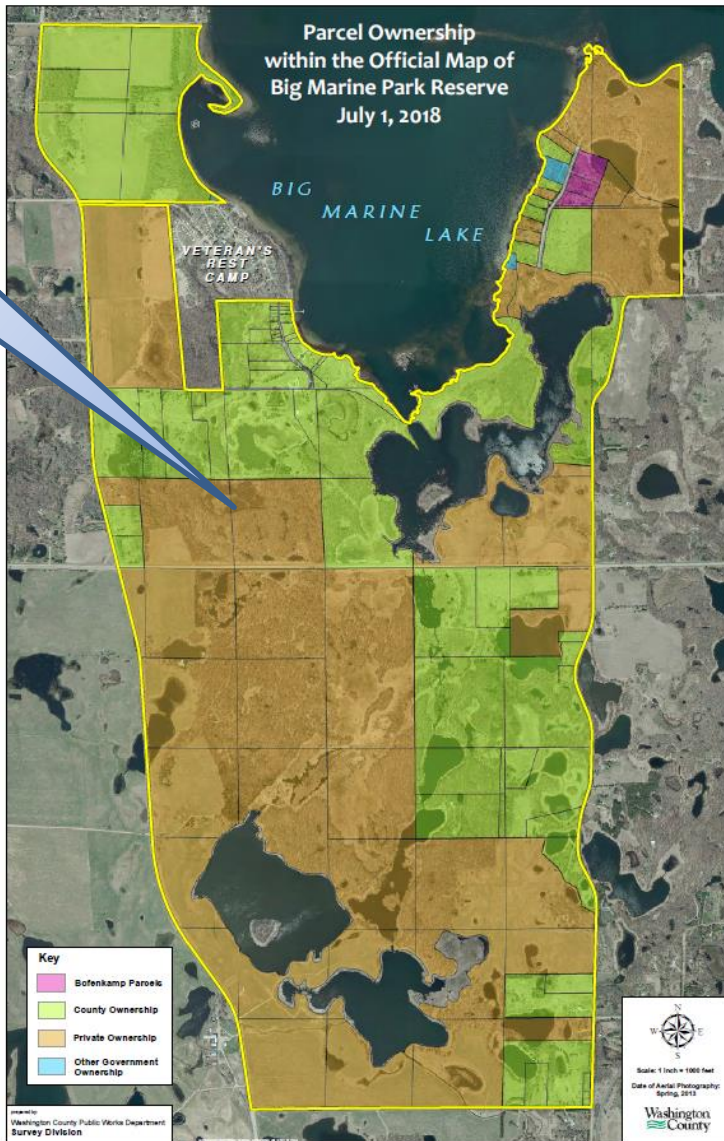 Parcel Ownership
within the Official Map of
Big Marine Park Reserve
July 1, 2018
BIG
MARINE
LAKE
VETERAN'S
REST
CAMP
Key
Bofenkamp Parcels
County Ownership
Private Ownership
Other Government
Ownership
prepared by
Washington County Public Works Department
Survey Division
N
W E
S
Scale: 1 inch = 1000 feet
Date of Aerial Photography:
Spring, 2013
Washington
County